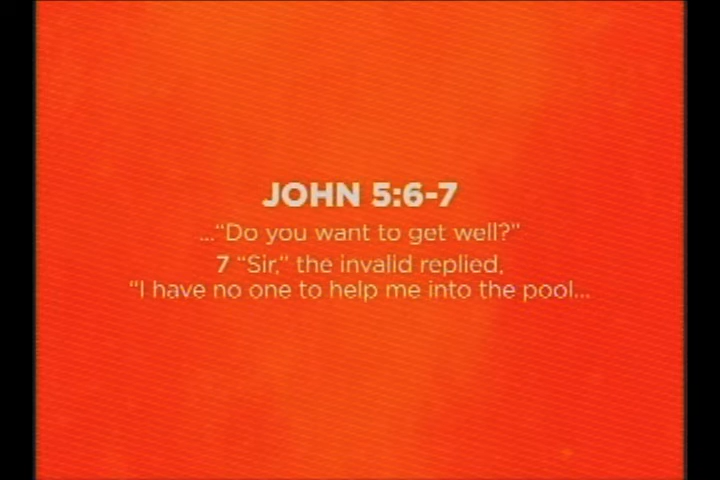 JOHN 5:6-7
..."Do you want to get well?"
7 "Sir," the invalid replied,
"I have no one to help me into the pool...